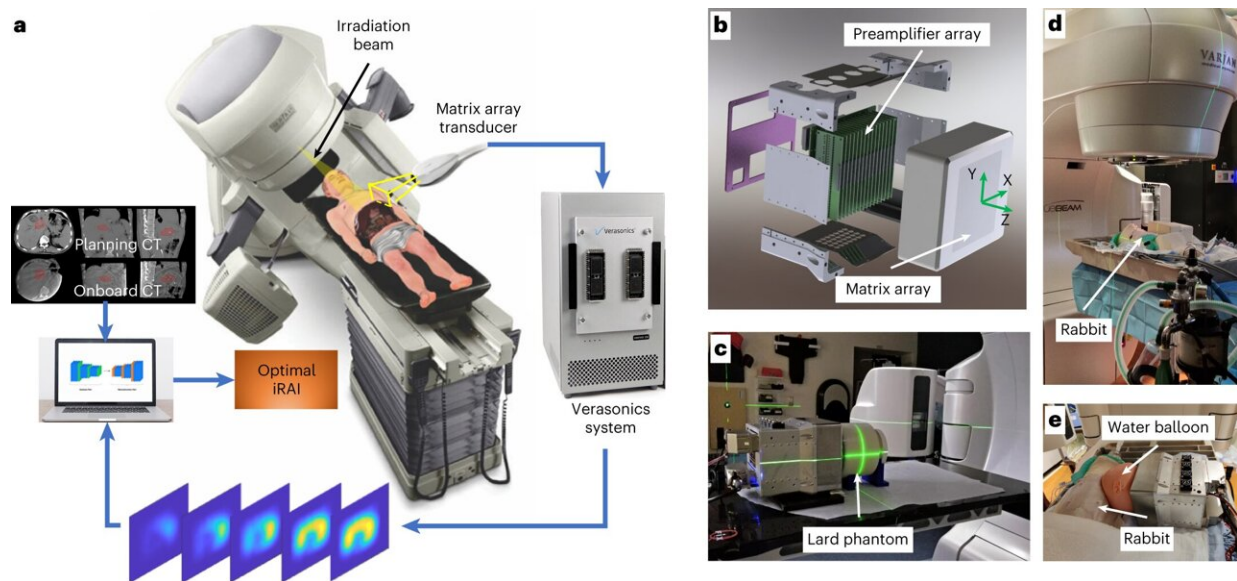 a
Irradiation
beam
Matrix array
transducer
Planning CT
Onboard CT
Optimal
iRAI
Verasonics
Verasonics
system
b
Preamplifier array
Y
X
Z
Matrix array
c
Lard phantom
d
VARIAN
BEAM
Rabbit
e
Water balloon
Rabbit